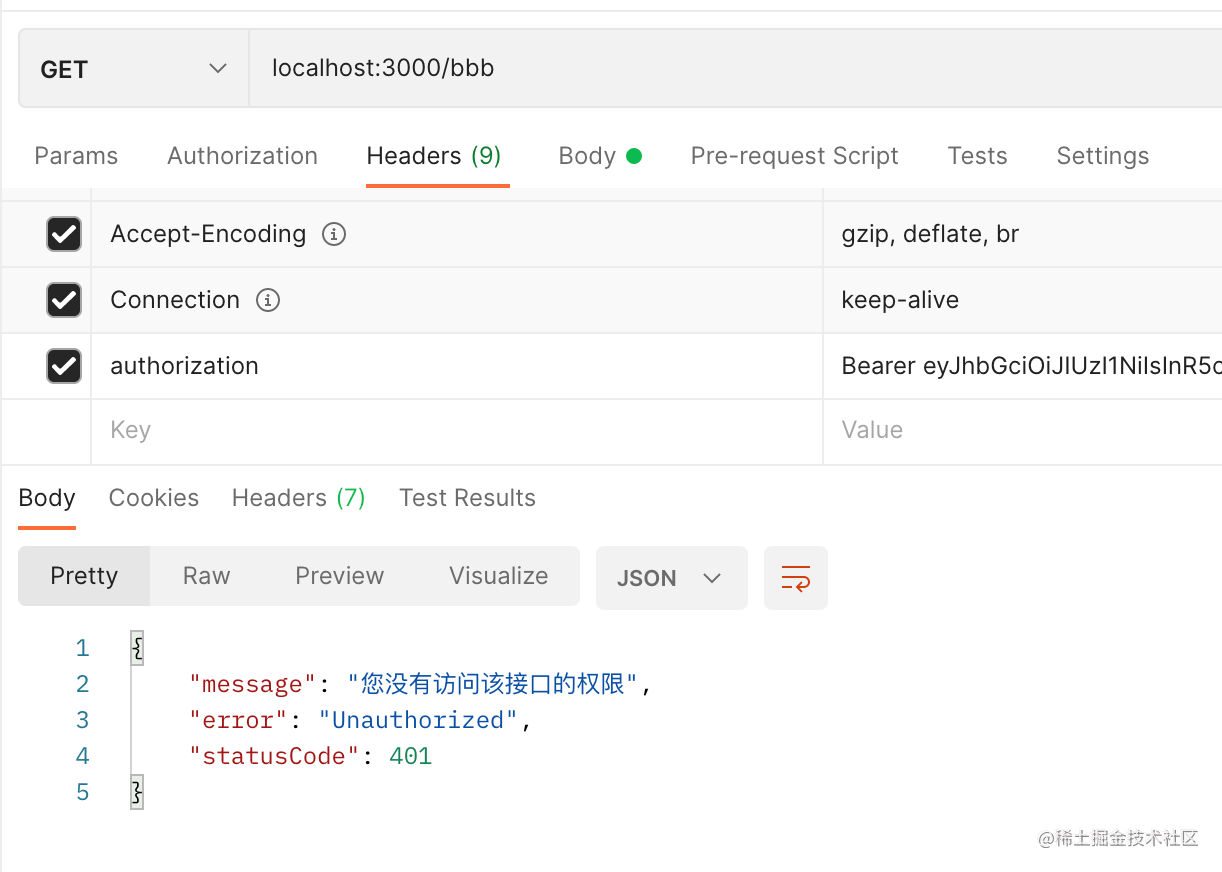 GET localhost:3000/bbb
Params Authorization Headers (9) Body Pre-request Script Tests Settings
Accept-Encoding gzip, deflate, br
Connection keep-alive
authorization Bearer eyJhbGciOiJIUzI1NiIsInR5c
Key Value
Body Cookies Headers (7) Test Results
Pretty Raw Preview Visualize JSON
1 {
2 "message": "您没有访问该接口的权限",
3 "error": "Unauthorized",
4 "statusCode": 401
5 }
@稀土掘金技术社区